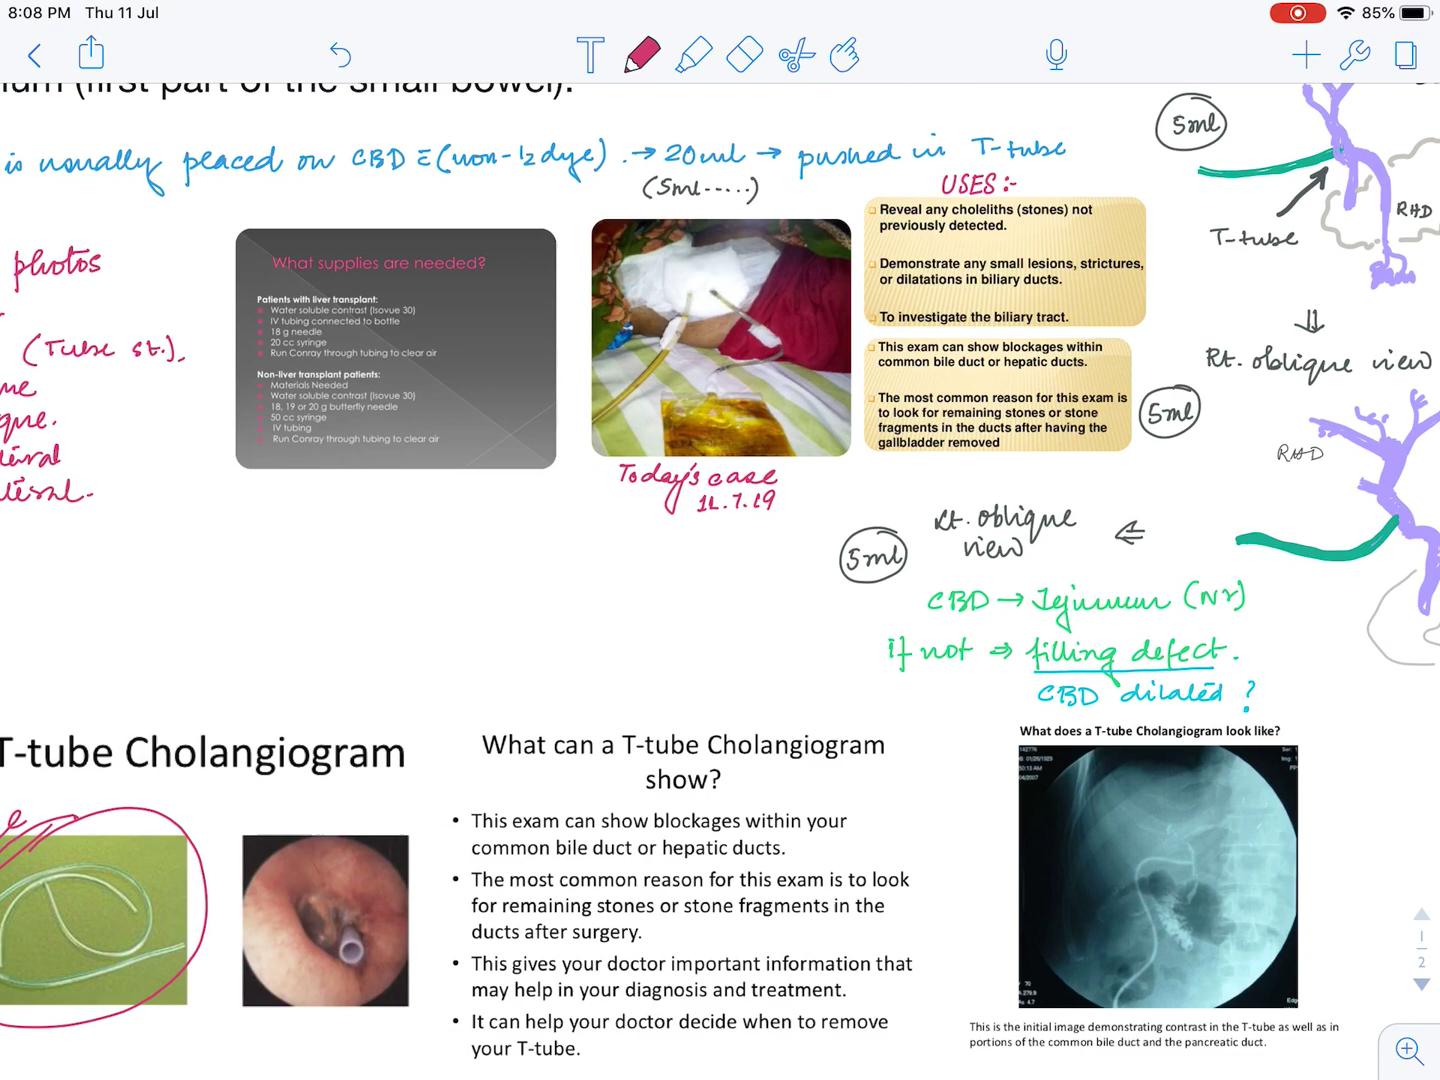 8:08 PM Thu 11 Jul
85%
(first part of the small bowel).
is usually placed on CBD
→ 20ml → pushed in T-tube
(5ml.....)
5ml
USES :-
Reveal any choleliths (stones) not
previously detected.
Demonstrate any small lesions, strictures,
or dilatations in biliary ducts.
To investigate the biliary tract.
This exam can show blockages within
common bile duct or hepatic ducts.
The most common reason for this exam is
to look for remaining stones or stone
fragments in the ducts after having the
gallbladder removed
T-tube
RHD
Rt. oblique view
5ml
RHD
photos
(Tube st.).
What supplies are needed?
Patients with liver transplant:
Water soluble contrast (Isovue 30)
IV tubing connected to bottle
18 g needle
20 cc syringe
Run Conray through tubing to clear air
Non-liver transplant patients:
Materials Needed
Water soluble contrast (Isovue 30)
18, 19 or 20 g butterfly needle
50 cc syringe
IV tubing
Run Conray through tubing to clear air
Today's case
11.7.19
Lt. oblique
view
5ml
CBD → Jejunum (Nr)
If not ⇒ filling defect.
CBD dilated ?
T-tube Cholangiogram
What can a T-tube Cholangiogram
show?
• This exam can show blockages within your
common bile duct or hepatic ducts.
• The most common reason for this exam is to look
for remaining stones or stone fragments in the
ducts after surgery.
• This gives your doctor important information that
may help in your diagnosis and treatment.
• It can help your doctor decide when to remove
your T-tube.
What does a T-tube Cholangiogram look like?
This is the initial image demonstrating contrast in the T-tube as well as in
portions of the common bile duct and the pancreatic duct.
1
2